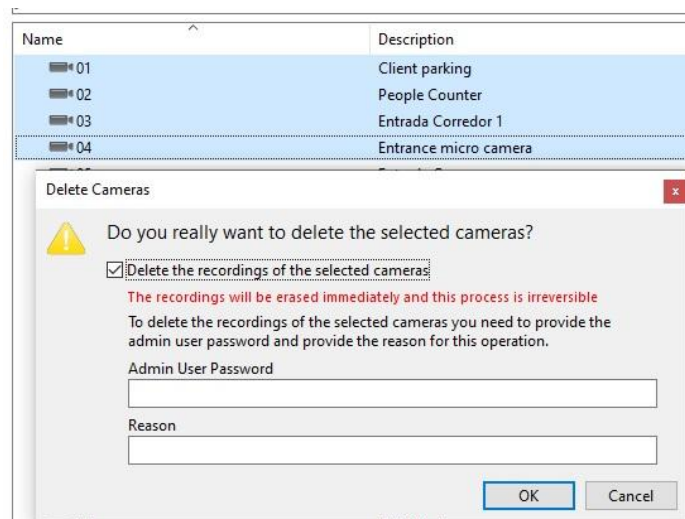 Name Description
01 Client parking
02 People Counter
03 Entrada Corredor 1
04 Entrance micro camera
Delete Cameras
Do you really want to delete the selected cameras?
Delete the recordings of the selected cameras
The recordings will be erased immediately and this process is irreversible
To delete the recordings of the selected cameras you need to provide the
admin user password and provide the reason for this operation.
Admin User Password
Reason
OK Cancel